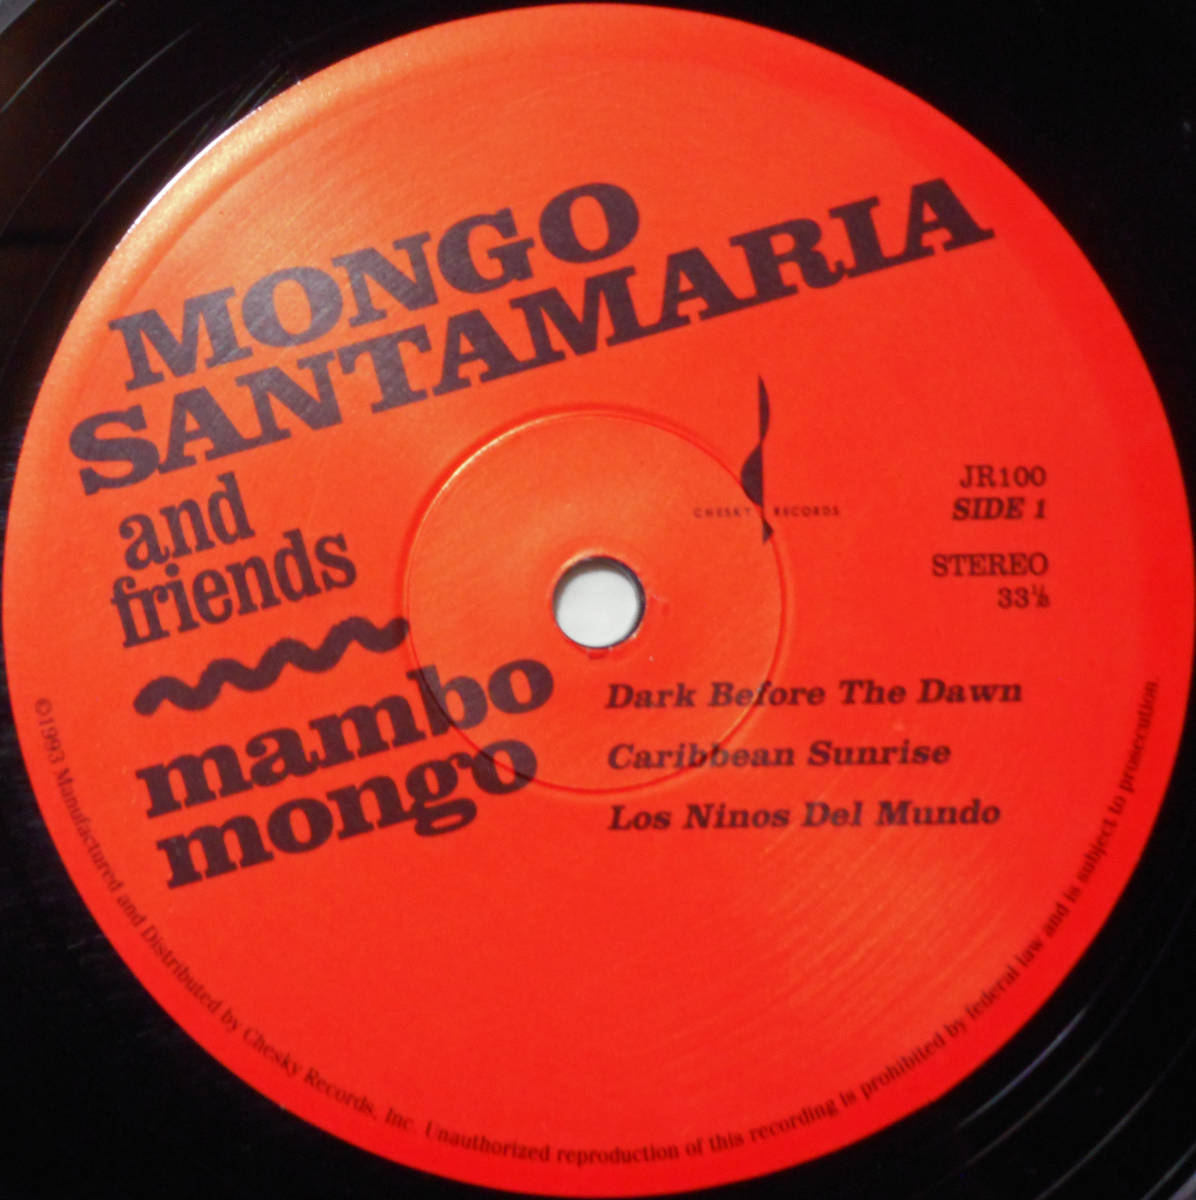 MONGO
SANTAMARIA
and
friends
mambo
mongo
CHESKY RECORDS
JR100
SIDE 1
STEREO
33⅓
Dark Before The Dawn
Caribbean Sunrise
Los Ninos Del Mundo
©1993 Manufactured and Distributed by Chesky Records, Inc. Unauthorized reproduction of this recording is prohibited by federal law and is subject to prosecution.